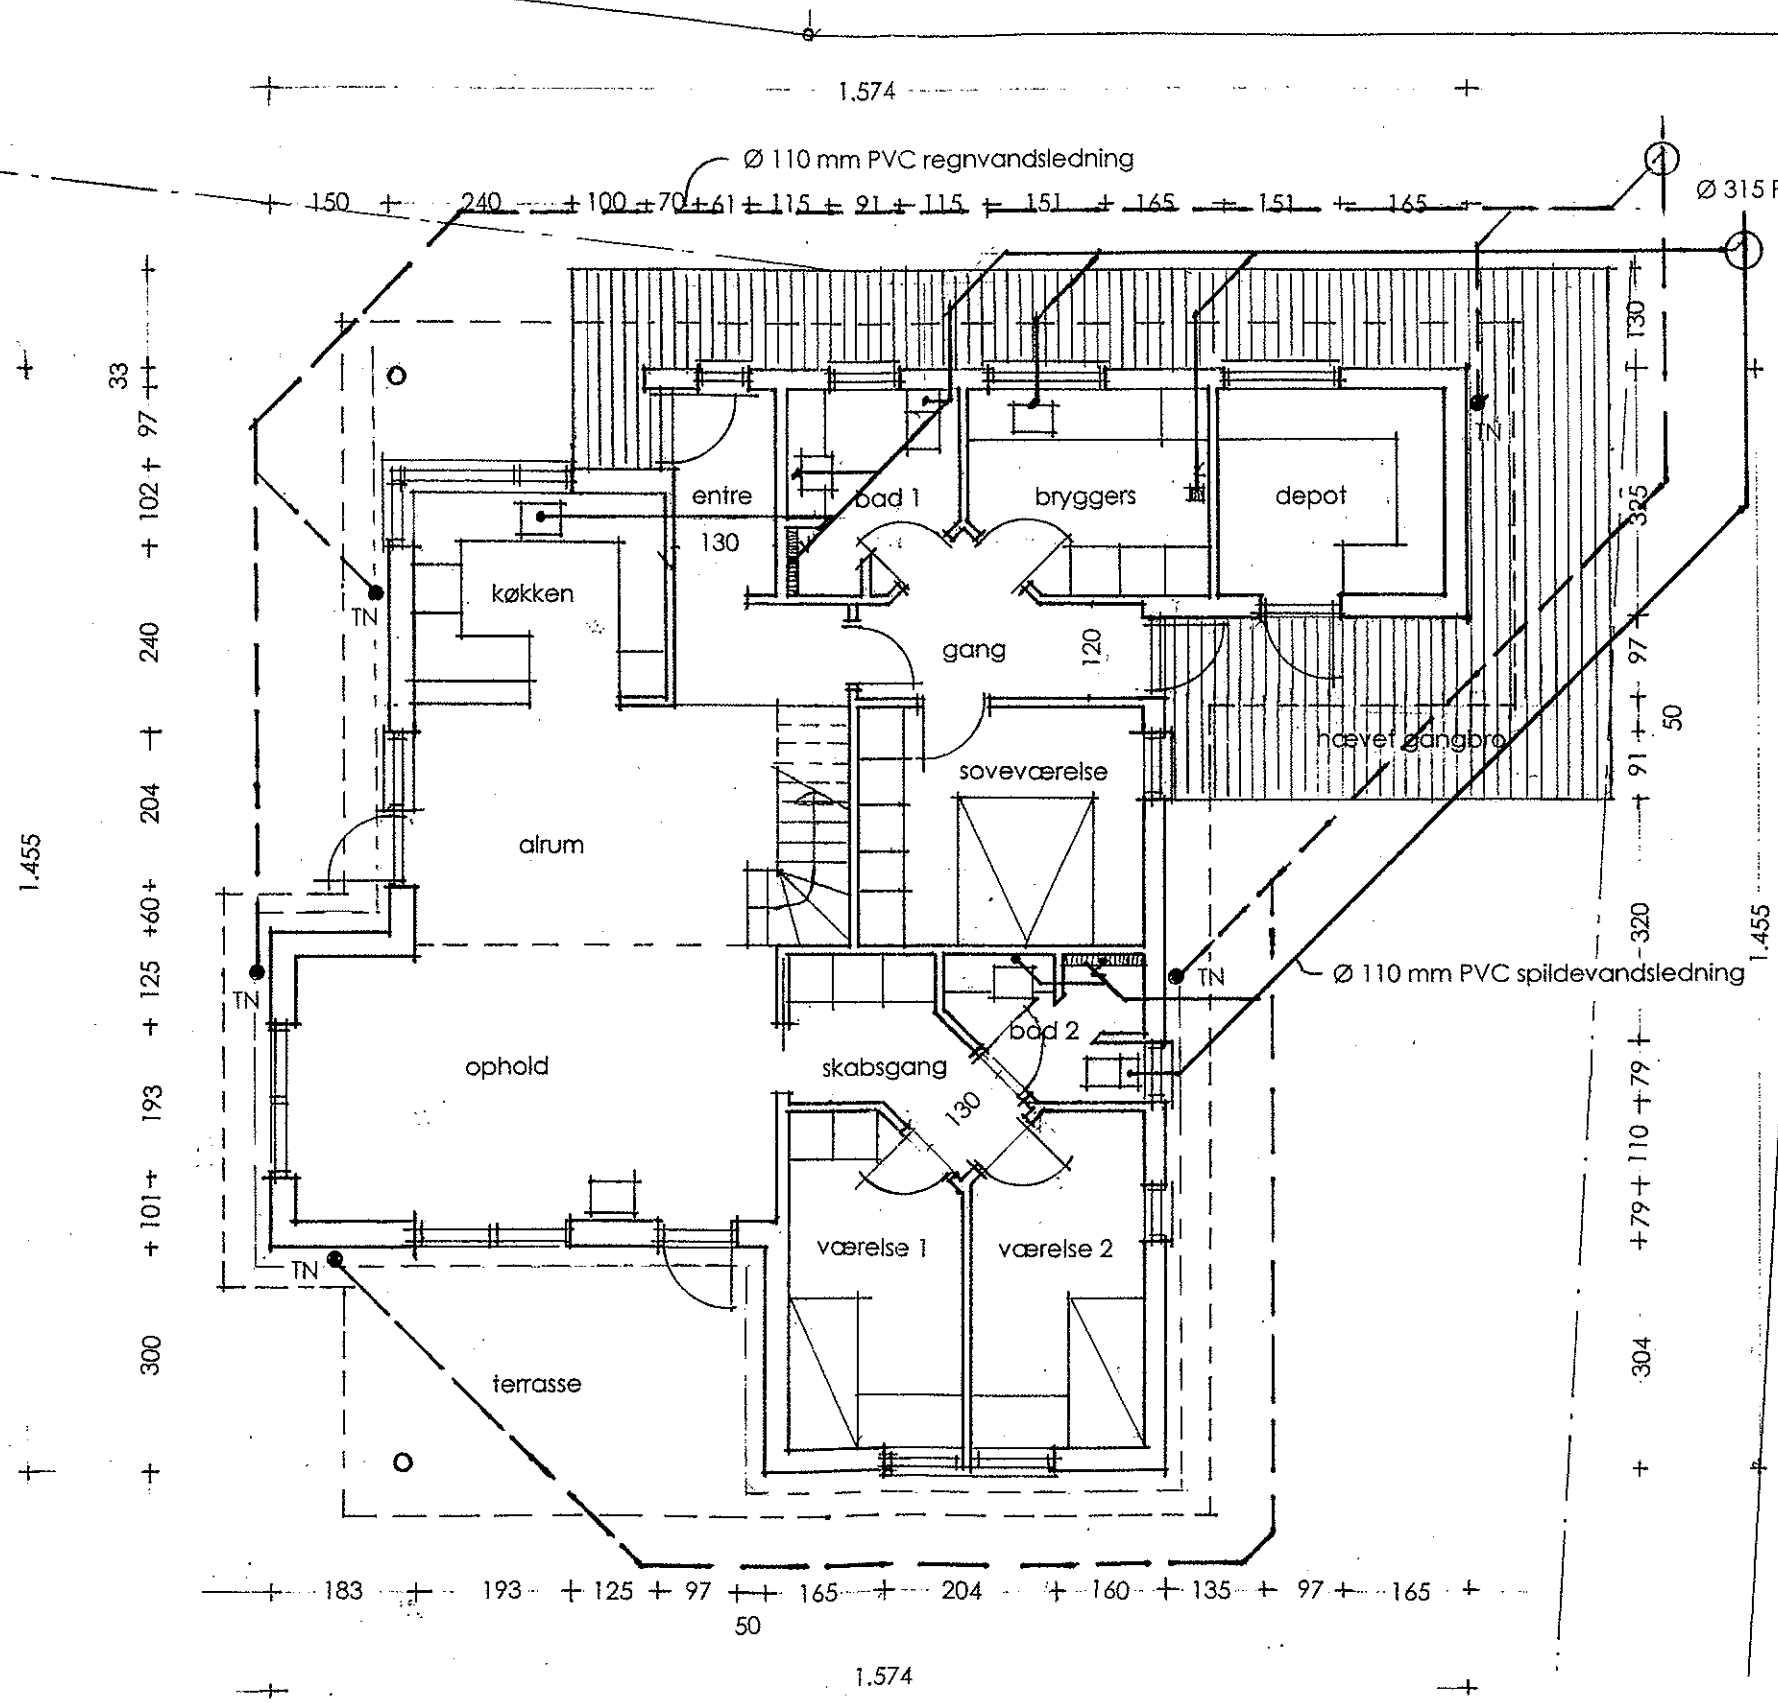 1.574
Ø 110 mm PVC regnvandsledning
Ø 315 P
150 240 100 70 61 115 91 115 151 165 151 165
33
97
102
240
204
60
125
193
101
300
1.455
130
325
97
50
91
320
79
110
79
304
1.455
entre
130
bad 1
bryggers
depot
TN
køkken
TN
gang
120
hævet gangbro
soveværelse
alrum
TN
TN
Ø 110 mm PVC spildevandsledning
bad 2
ophold
skabsgang
130
værelse 1
værelse 2
TN
terrasse
183 193 125 97 165 204 160 135 97 165
50
1.574